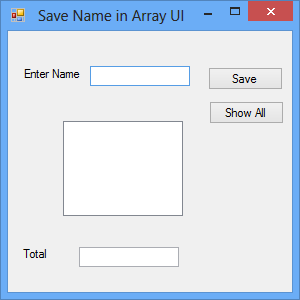 Save Name in Array UI
Enter Name
Save
Show All
Total